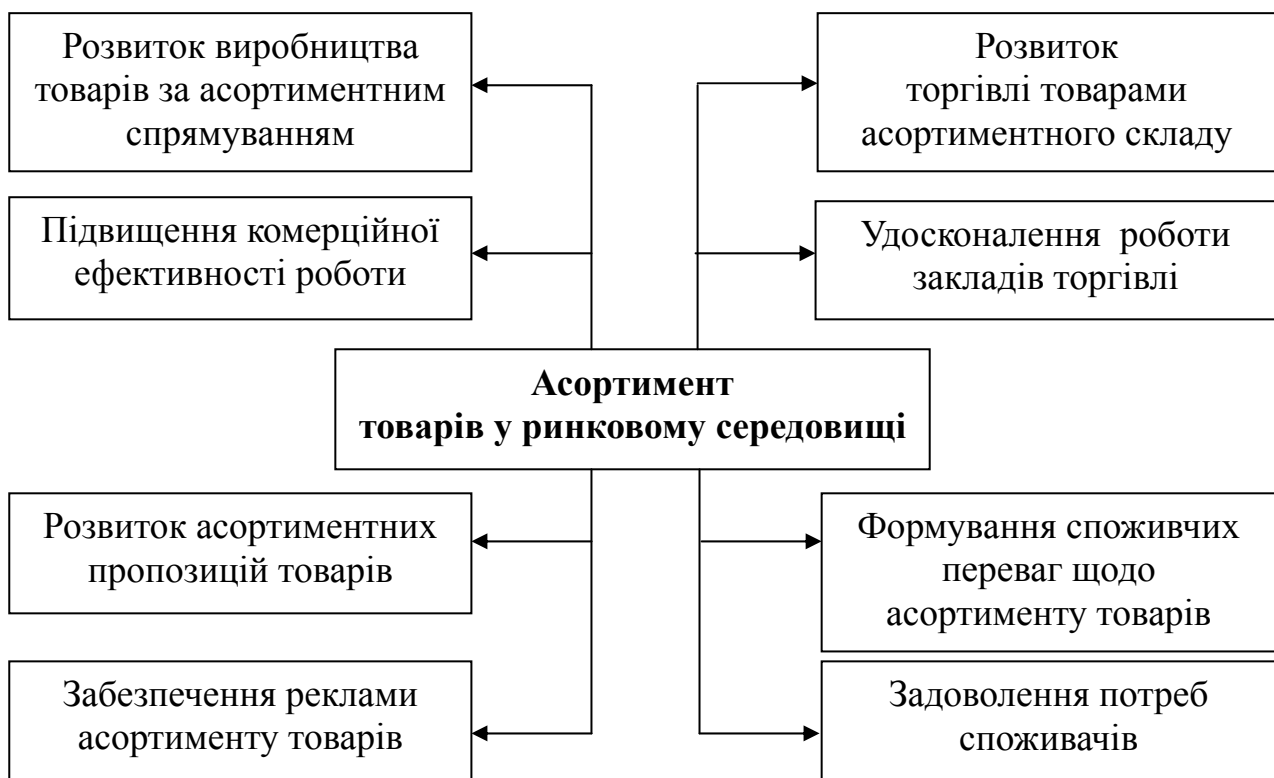 Розвиток виробництва
товарів за асортиментним
спрямуванням
Розвиток
торгівлі товарами
асортиментного складу
Підвищення комерційної
ефективності роботи
Удосконалення роботи
закладів торгівлі
Асортимент
товарів у ринковому середовищі
Розвиток асортиментних
пропозицій товарів
Формування споживчих
переваг щодо
асортименту товарів
Забезпечення реклами
асортименту товарів
Задоволення потреб
споживачів